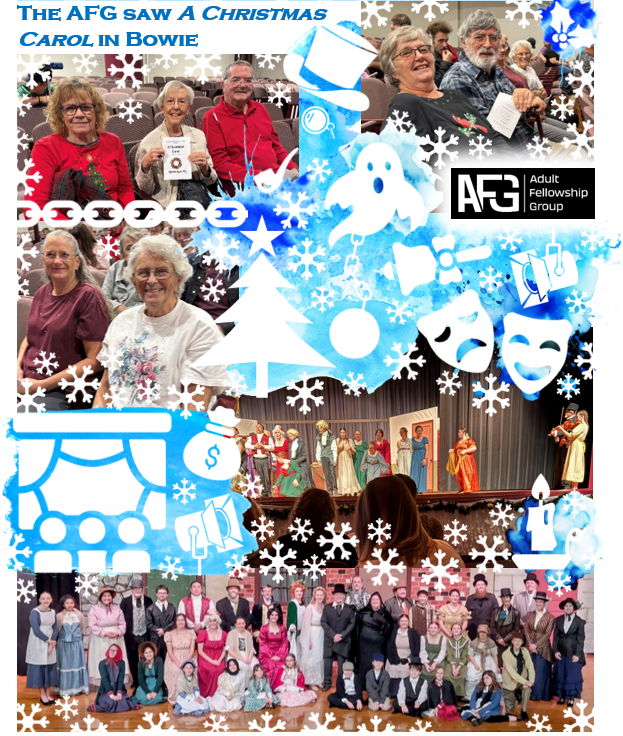 The AFG saw A Christmas
Carol in Bowie
AFG
Adult
Fellowship
Group
$